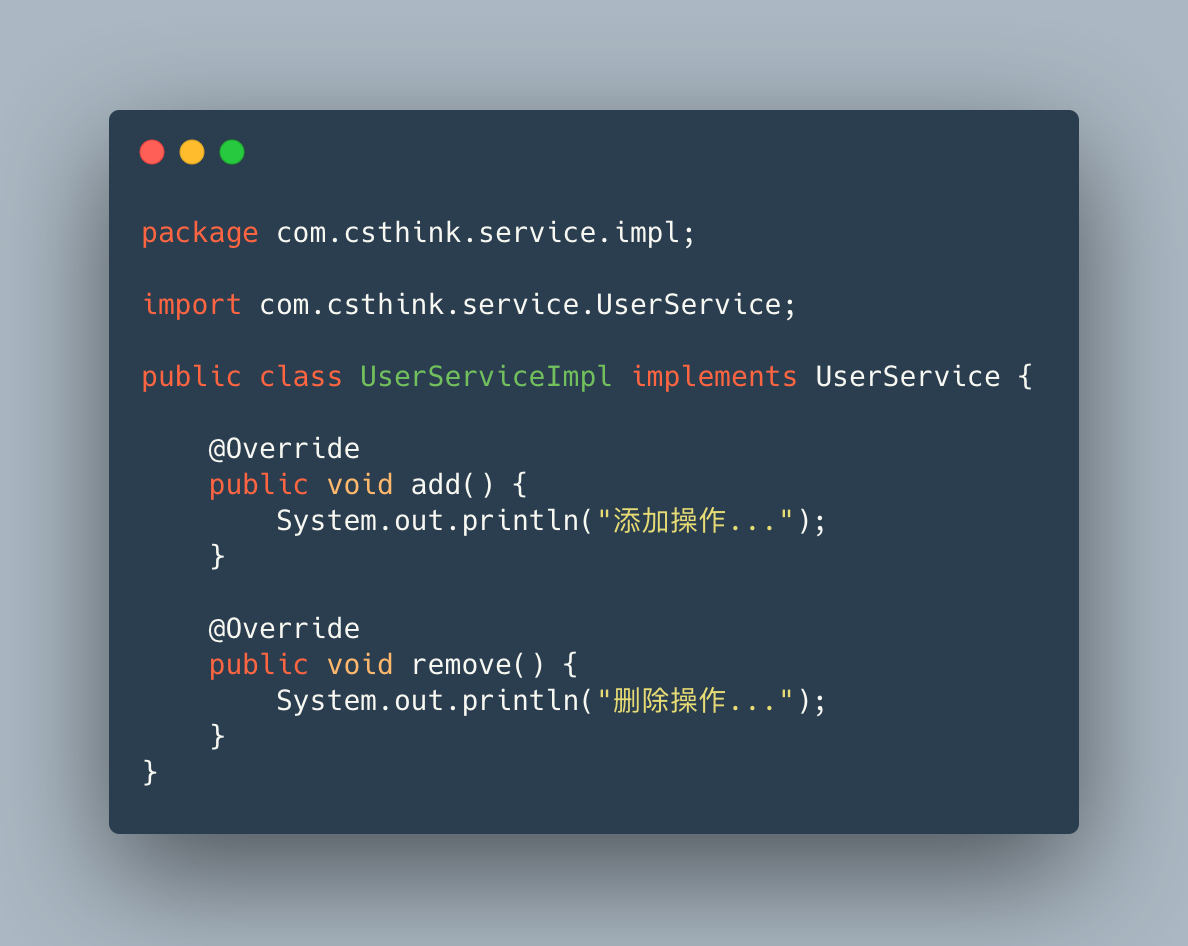 package com.csthink.service.impl;
import com.csthink.service.UserService;
public class UserServiceImpl implements UserService {
    @Override
    public void add() {
        System.out.println("添加操作...");
    }
    @Override
    public void remove() {
        System.out.println("删除操作...");
    }
}